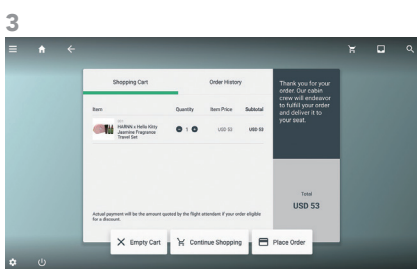 3
Shopping Cart
Order History
Item
Quantity
Item Price
Subtotal
HARNN x Hello Kitty
Jasmine Fragrance
Travel Set
1
USD 53
USD 53
Actual payment will be the amount quoted by the flight attendant if your order eligible
for a discount.
Thank you for your
order. Our cabin
crew will endeavor
to fulfill your order
and deliver it to
your seat.
Total
USD 53
Empty Cart
Continue Shopping
Place Order